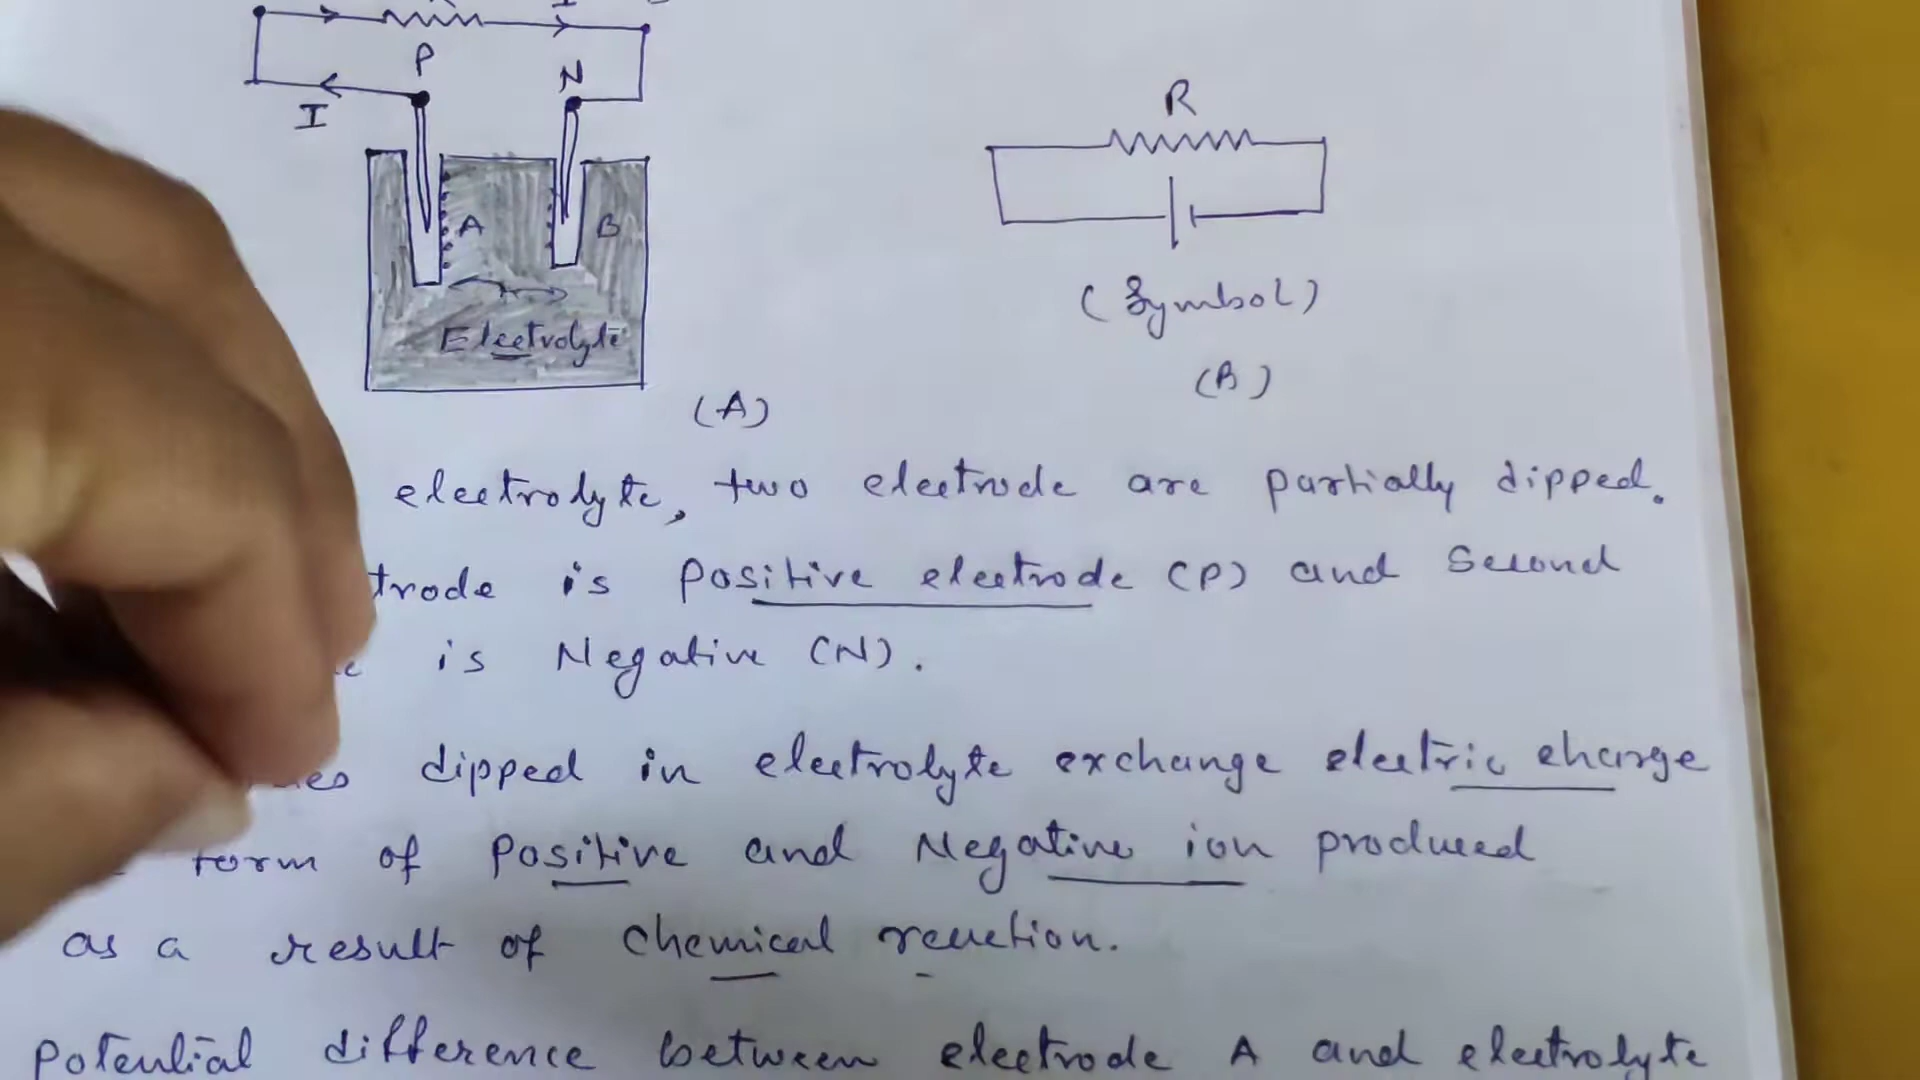 P
N
I
R
A
B
Electrolyte
(Symbol)
(B)
(A)
electrolyte, two electrode are partially dipped.
trode is positive electrode (P) and Second
is Negative (N).
dipped in electrolyte exchange electric charge
form of positive and Negative ion produced
as a result of chemical reaction.
potential difference between electrode A and electrolyte